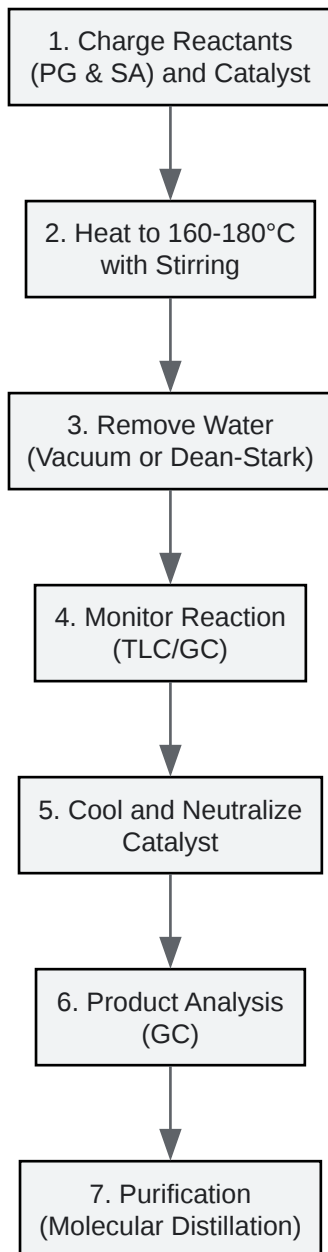 1. Charge Reactants
(PG & SA) and Catalyst
2. Heat to 160-180°C
with Stirring
3. Remove Water
(Vacuum or Dean-Stark)
4. Monitor Reaction
(TLC/GC)
5. Cool and Neutralize
Catalyst
6. Product Analysis
(GC)
7. Purification
(Molecular Distillation)